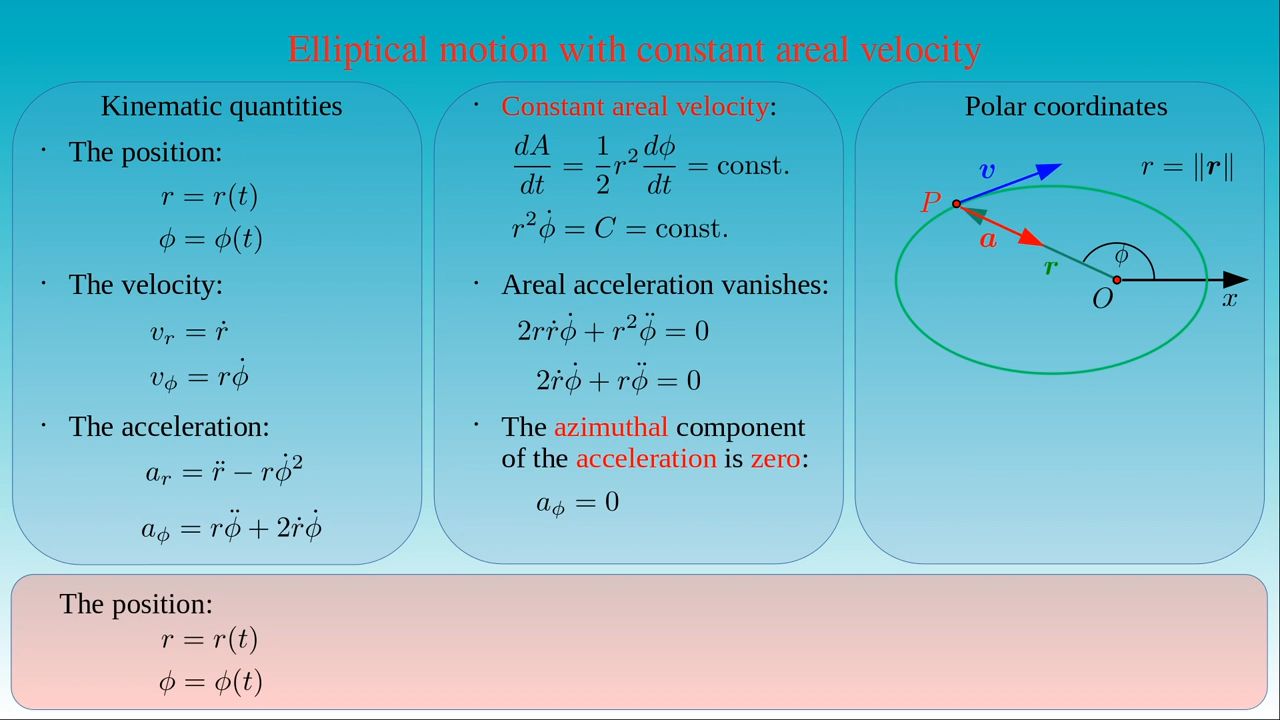 Elliptical motion with constant areal velocity
Kinematic quantities
· The position:
r = r(t)
ϕ = ϕ(t)
· The velocity:
v_r = ṙ
v_ϕ = rϕ̇
· The acceleration:
a_r = r̈ − rϕ̇²
a_ϕ = rϕ̈ + 2ṙϕ̇
· Constant areal velocity:
dA/dt = 1/2 r² dϕ/dt = const.
r²ϕ̇ = C = const.
· Areal acceleration vanishes:
2rṙϕ̇ + r²ϕ̈ = 0
2ṙϕ̇ + rϕ̈ = 0
· The azimuthal component
of the acceleration is zero:
a_ϕ = 0
Polar coordinates
r = ‖r‖
v
P
a
r
ϕ
O
x
The position:
r = r(t)
ϕ = ϕ(t)